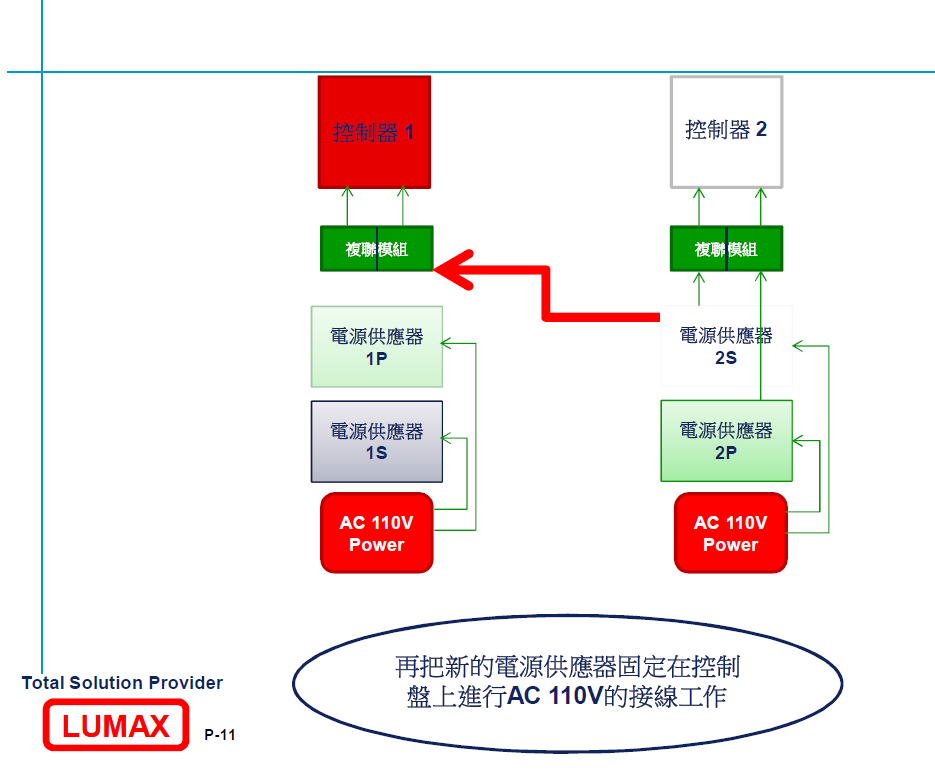 控制器 1
控制器 2
複聯模組
複聯模組
電源供應器
1P
電源供應器
2S
電源供應器
1S
電源供應器
2P
AC 110V
Power
AC 110V
Power
再把新的電源供應器固定在控制
盤上進行AC 110V的接線工作
Total Solution Provider
LUMAX
P-11